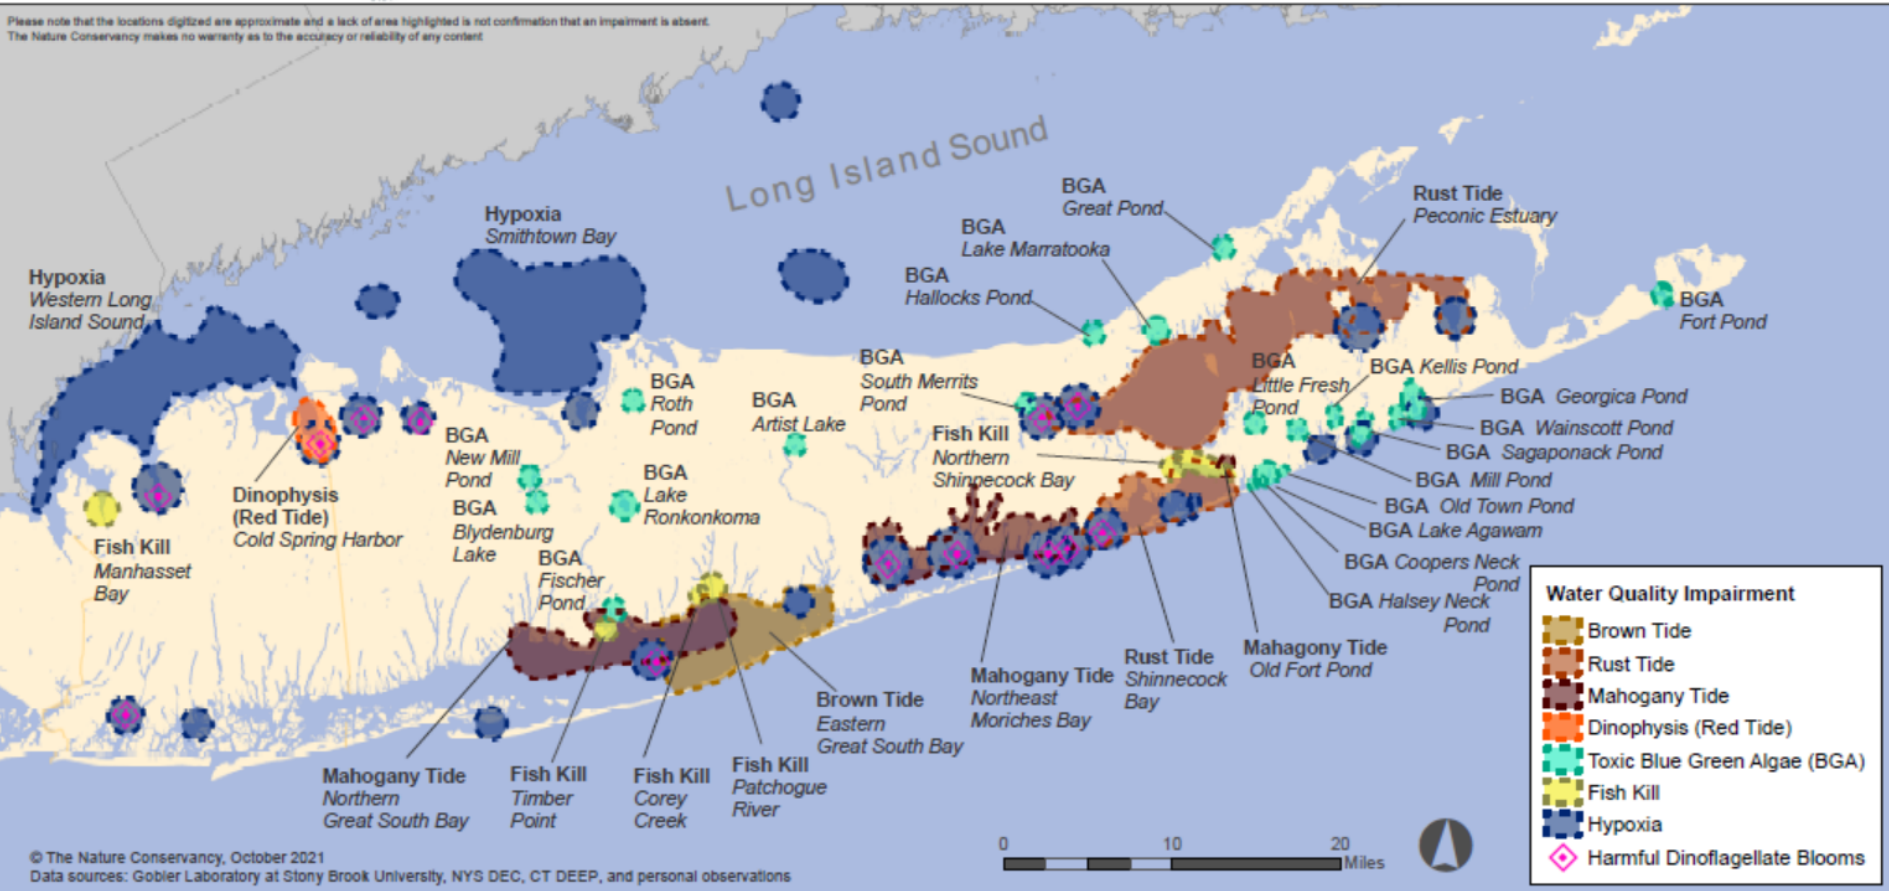 Please note that the locations digitized are approximate and a lack of area highlighted is not confirmation that an impairment is absent.
The Nature Conservancy makes no warranty as to the accuracy or reliability of any content
Long Island Sound
Hypoxia
Western Long
Island Sound
Hypoxia
Smithtown Bay
BGA
Great Pond
BGA
Lake Marratooka
BGA
Hallocks Pond
Rust Tide
Peconic Estuary
BGA
Fort Pond
BGA
South Merrits
Pond
BGA
Little Fresh
Pond
BGA Kellis Pond
BGA Georgica Pond
BGA Wainscott Pond
BGA Sagaponack Pond
BGA Mill Pond
BGA Old Town Pond
BGA Lake Agawam
BGA Coopers Neck
Pond
BGA Halsey Neck
Pond
BGA
Roth
Pond
BGA
Artist Lake
BGA
New Mill
Pond
BGA
Lake
Ronkonkoma
BGA
Blydenburg
Lake
BGA
Fischer
Pond
Fish Kill
Northern
Shinnecock Bay
Dinophysis
(Red Tide)
Cold Spring Harbor
Fish Kill
Manhasset
Bay
Mahogany Tide
Northern
Great South Bay
Fish Kill
Timber
Point
Fish Kill
Corey
Creek
Fish Kill
Patchogue
River
Brown Tide
Eastern
Great South Bay
Mahogany Tide
Northeast
Moriches Bay
Rust Tide
Shinnecock
Bay
Mahagony Tide
Old Fort Pond
Water Quality Impairment
Brown Tide
Rust Tide
Mahogany Tide
Dinophysis (Red Tide)
Toxic Blue Green Algae (BGA)
Fish Kill
Hypoxia
Harmful Dinoflagellate Blooms
0 10 20
Miles
© The Nature Conservancy, October 2021
Data sources: Gobler Laboratory at Stony Brook University, NYS DEC, CT DEEP, and personal observations